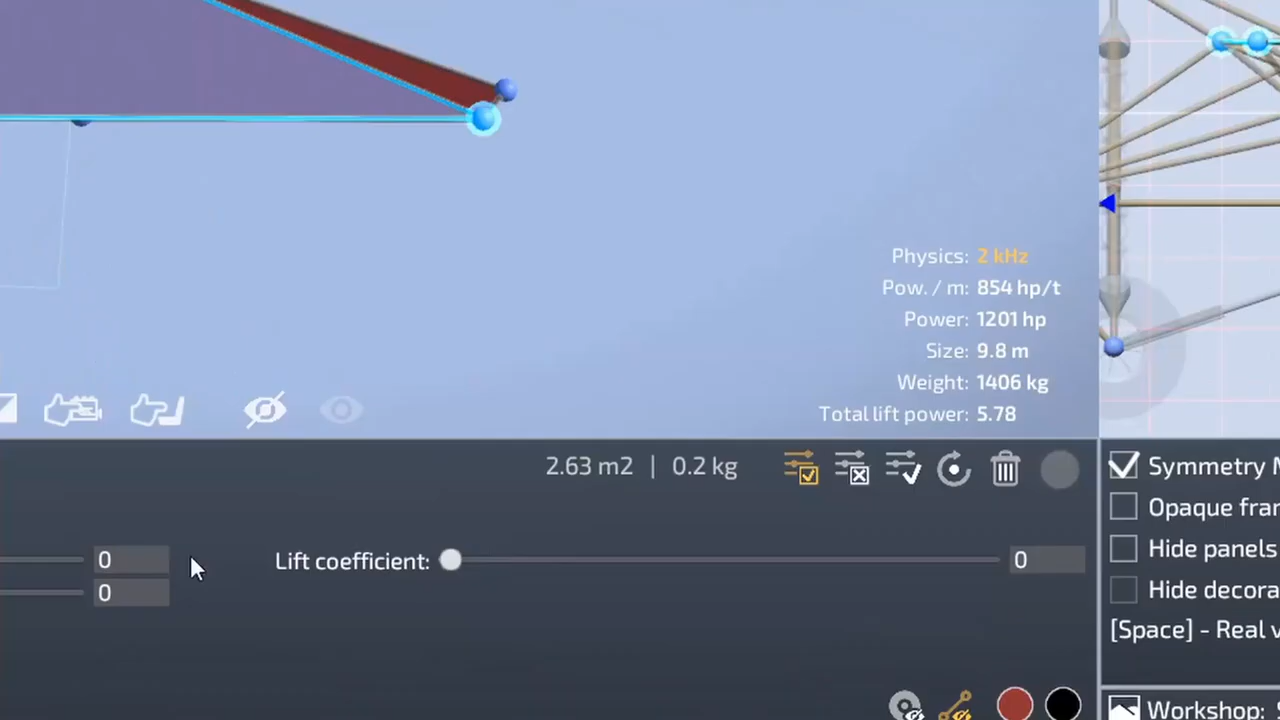 Physics: 2 kHz
Pow. / m: 854 hp/t
Power: 1201 hp
Size: 9.8 m
Weight: 1406 kg
Total lift power: 5.78
2.63 m2 | 0.2 kg
0
Lift coefficient: 0
0
Symmetry M
Opaque fran
Hide panels
Hide decora
[Space] - Real v
Workshop: